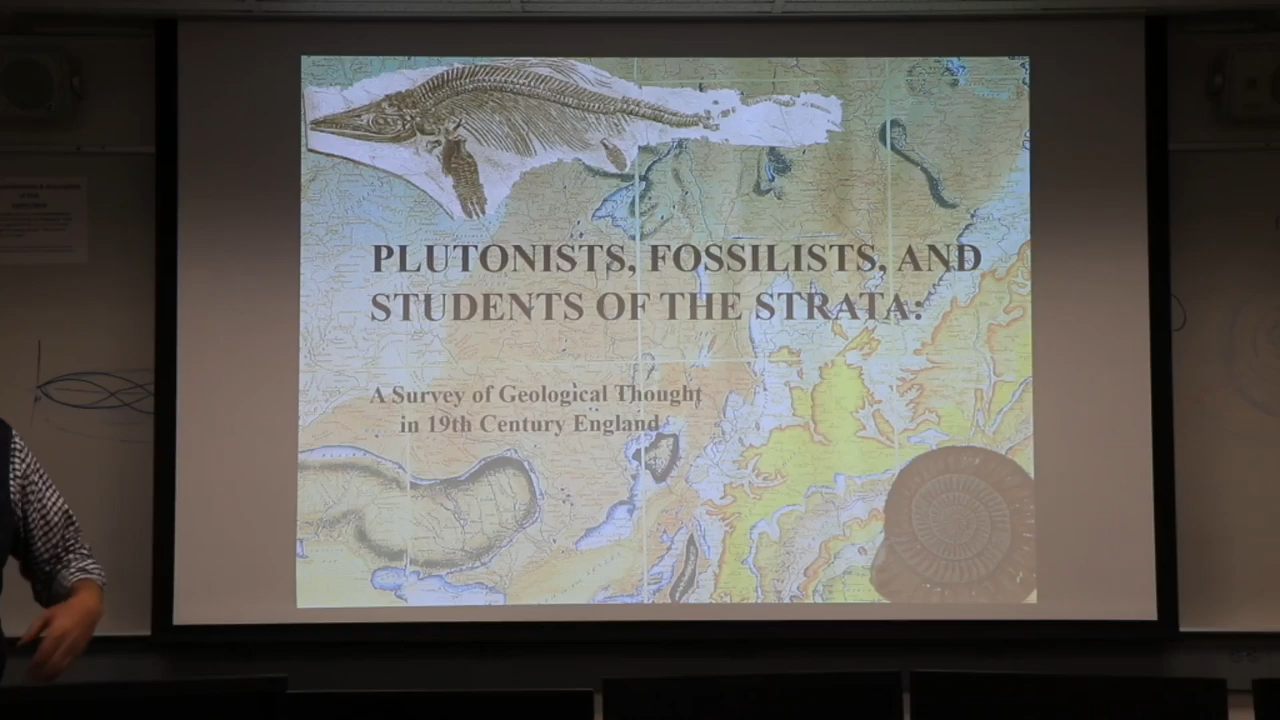 PLUTONISTS, FOSSILISTS, AND
STUDENTS OF THE STRATA:
A Survey of Geological Thought
in 19th Century England